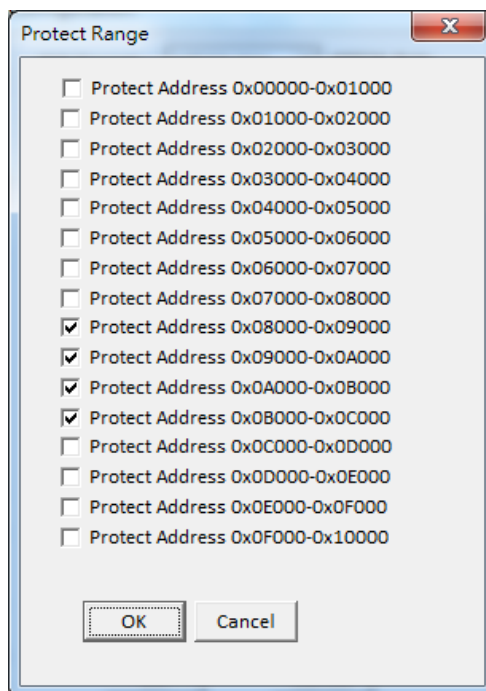 Protect Range
Protect Address 0x00000-0x01000
Protect Address 0x01000-0x02000
Protect Address 0x02000-0x03000
Protect Address 0x03000-0x04000
Protect Address 0x04000-0x05000
Protect Address 0x05000-0x06000
Protect Address 0x06000-0x07000
Protect Address 0x07000-0x08000
Protect Address 0x08000-0x09000
Protect Address 0x09000-0x0A000
Protect Address 0x0A000-0x0B000
Protect Address 0x0B000-0x0C000
Protect Address 0x0C000-0x0D000
Protect Address 0x0D000-0x0E000
Protect Address 0x0E000-0x0F000
Protect Address 0x0F000-0x10000
OK Cancel